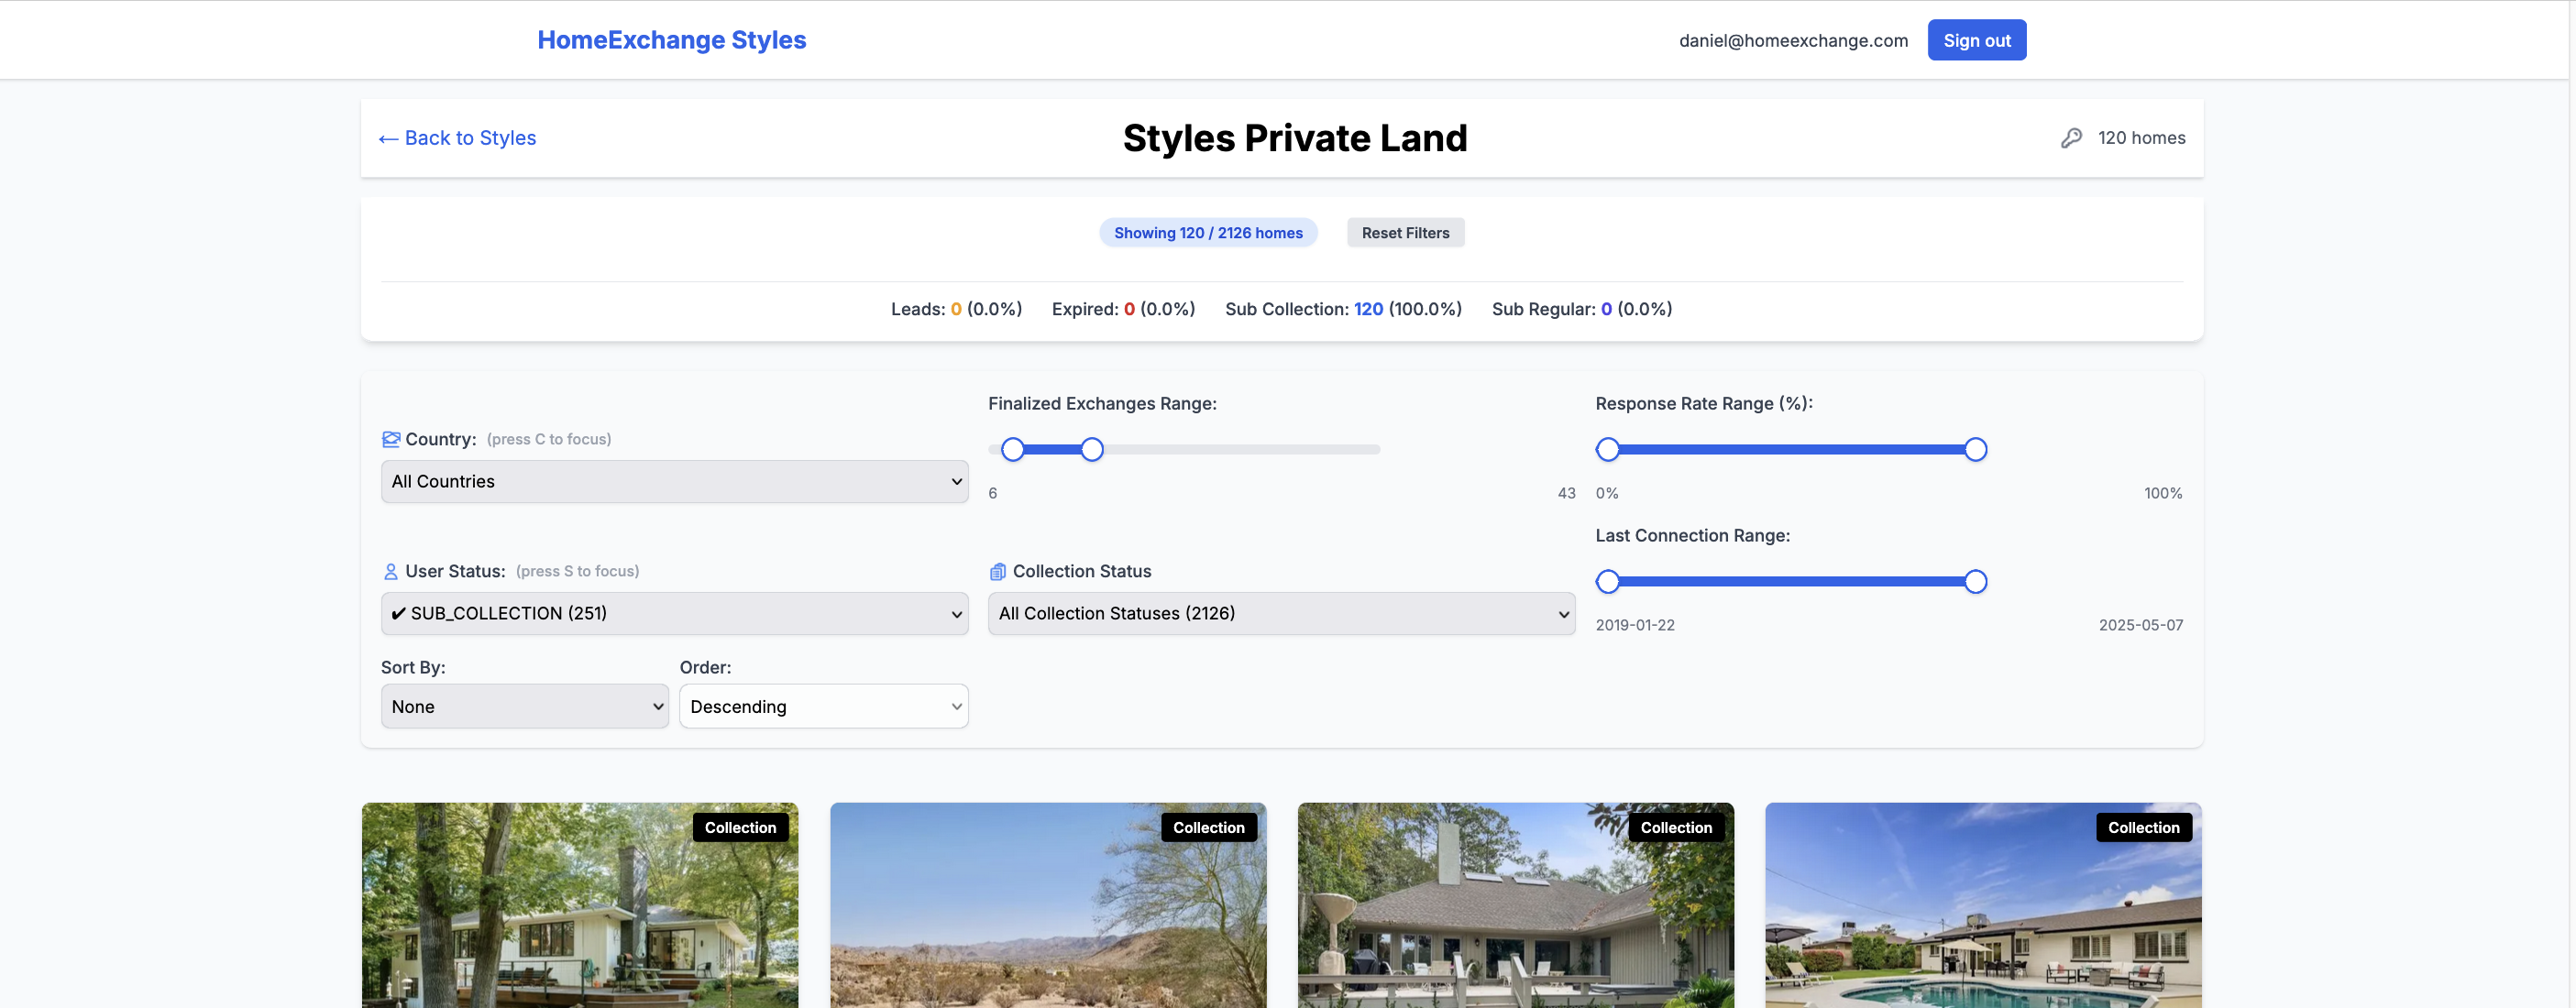 HomeExchange Styles
daniel@homeexchange.com
Sign out
← Back to Styles
Styles Private Land
120 homes
Showing 120 / 2126 homes
Reset Filters
Leads: 0 (0.0%)
Expired: 0 (0.0%)
Sub Collection: 120 (100.0%)
Sub Regular: 0 (0.0%)
Country: (press C to focus)
All Countries
Finalized Exchanges Range:
6
43
Response Rate Range (%):
0%
100%
User Status: (press S to focus)
✔ SUB_COLLECTION (251)
Collection Status
All Collection Statuses (2126)
Last Connection Range:
2019-01-22
2025-05-07
Sort By:
None
Order:
Descending
Collection
Collection
Collection
Collection